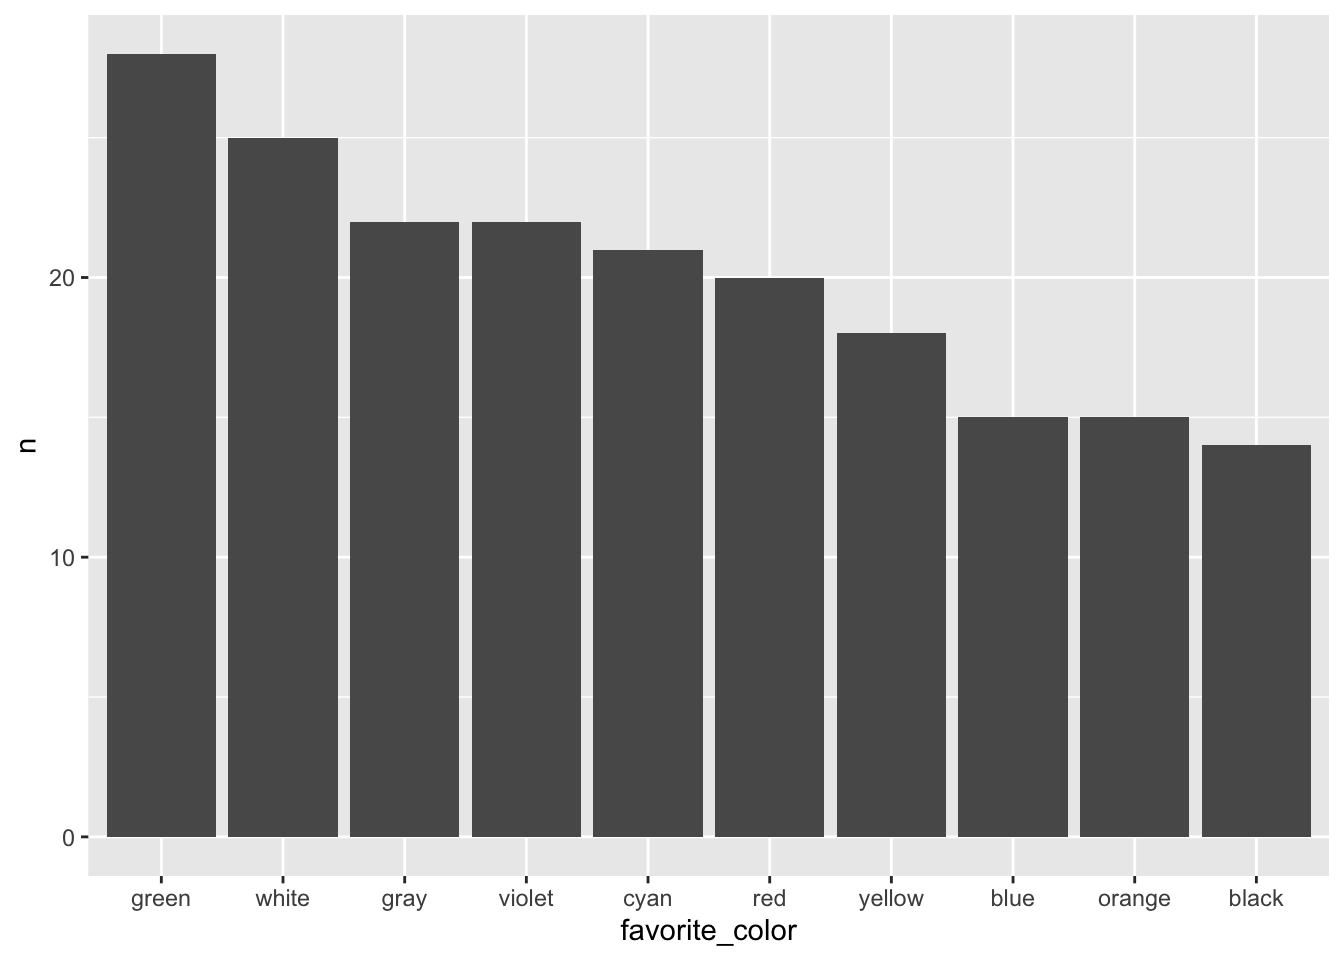 n
20
10
0
green white gray violet cyan red yellow blue orange black
favorite_color